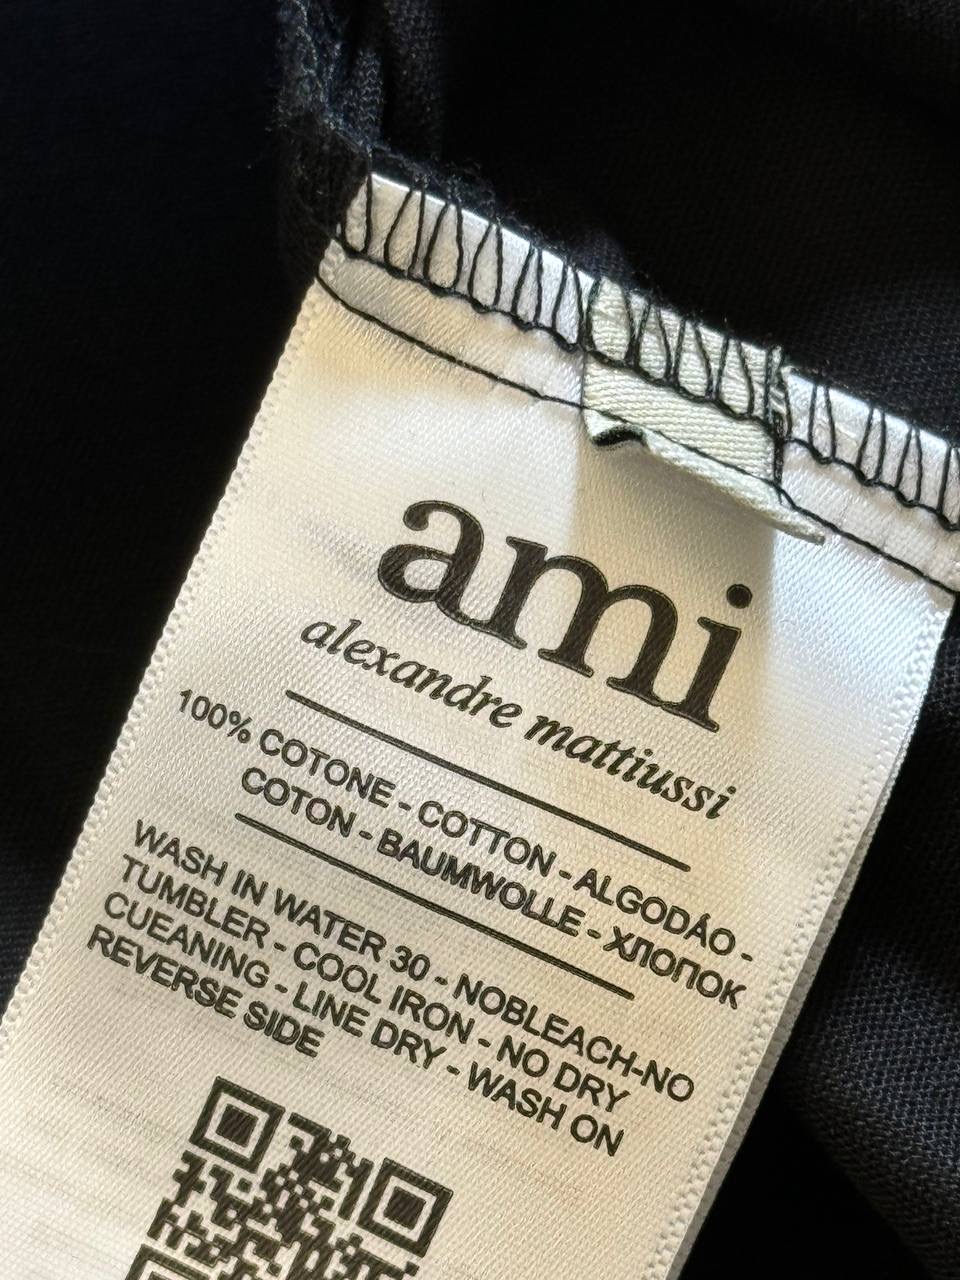 ami
alexandre mattiussi
100% COTONE - COTTON - ALGODÁO -
COTON - BAUMWOLLE - ХЛОПОК
WASH IN WATER 30 - NOBLEACH-NO
TUMBLER - COOL IRON - NO DRY
CUEANING - LINE DRY - WASH ON
REVERSE SIDE